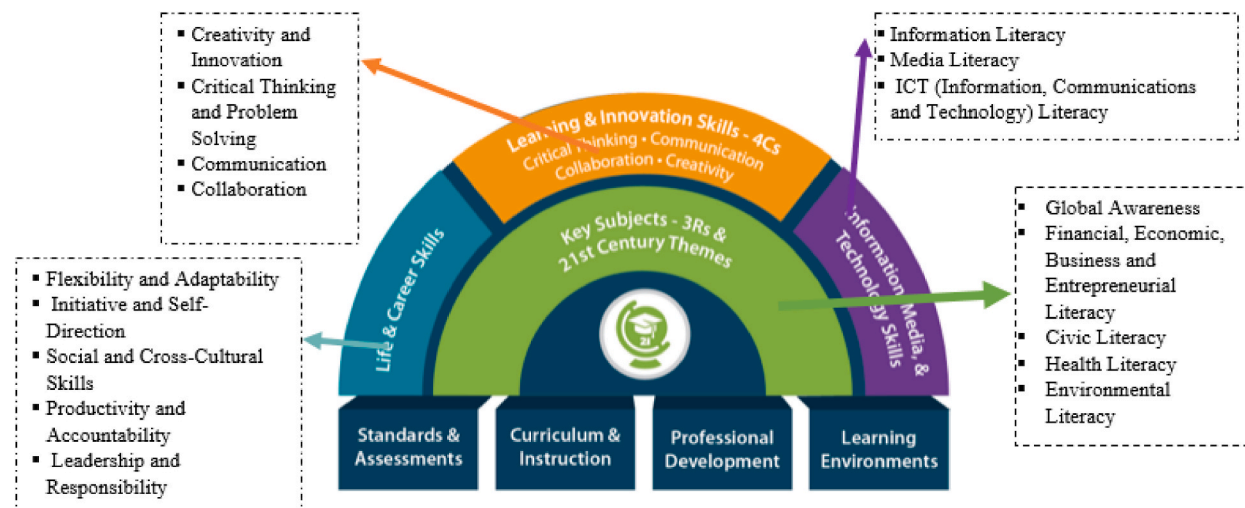 ▪ Creativity and
Innovation
▪ Critical Thinking
and Problem
Solving
▪ Communication
▪ Collaboration
▪ Information Literacy
▪ Media Literacy
▪ ICT (Information, Communications
and Technology) Literacy
Learning & Innovation Skills - 4Cs
Critical Thinking • Communication
Collaboration • Creativity
Life & Career Skills
Key Subjects - 3Rs &
21st Century Themes
Information, Media, &
Technology Skills
21
▪ Flexibility and Adaptability
▪ Initiative and Self-
Direction
▪ Social and Cross-Cultural
Skills
▪ Productivity and
Accountability
▪ Leadership and
Responsibility
▪ Global Awareness
▪ Financial, Economic,
Business and
Entrepreneurial
Literacy
▪ Civic Literacy
▪ Health Literacy
▪ Environmental
Literacy
Standards &
Assessments
Curriculum &
Instruction
Professional
Development
Learning
Environments